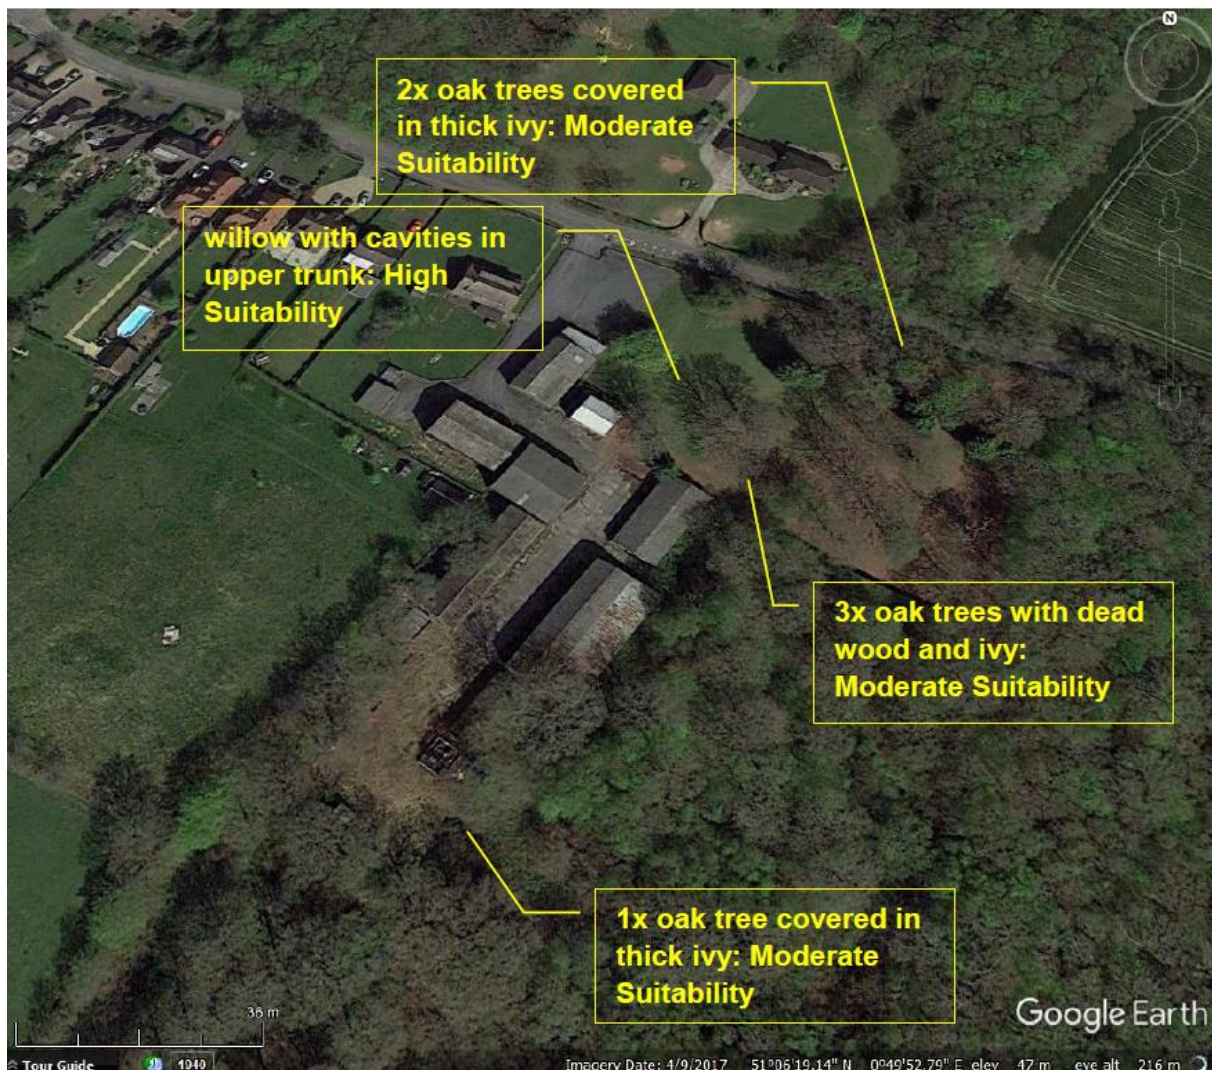 N
2x oak trees covered
in thick ivy: Moderate
Suitability
willow with cavities in
upper trunk: High
Suitability
3x oak trees with dead
wood and ivy:
Moderate Suitability
1x oak tree covered in
thick ivy: Moderate
Suitability
38 m
Google Earth
Tour Guide 1940 Imagery Date: 4/9/2017 51°06'19.14" N 0°49'52.79" E elev 47 m eye alt 216 m